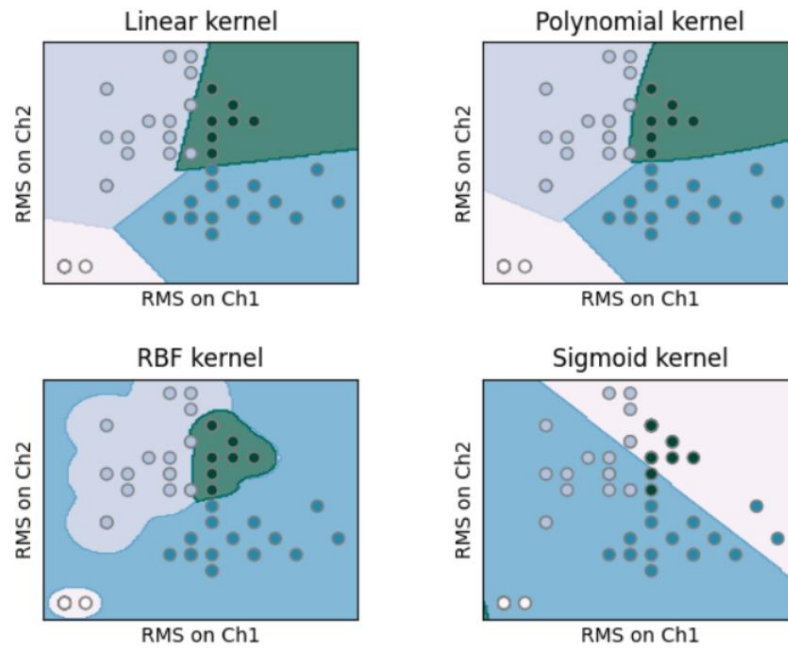 Linear kernel
RMS on Ch2
RMS on Ch1
Polynomial kernel
RMS on Ch2
RMS on Ch1
RBF kernel
RMS on Ch2
RMS on Ch1
Sigmoid kernel
RMS on Ch2
RMS on Ch1